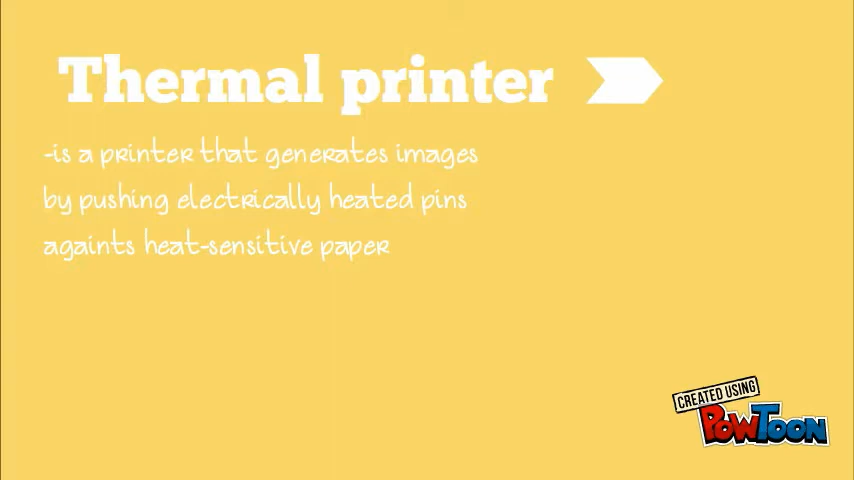 Thermal printer
-is a printer that generates images
by pushing electrically heated pins
againts heat-sensitive paper
CREATED USING
POWTOON